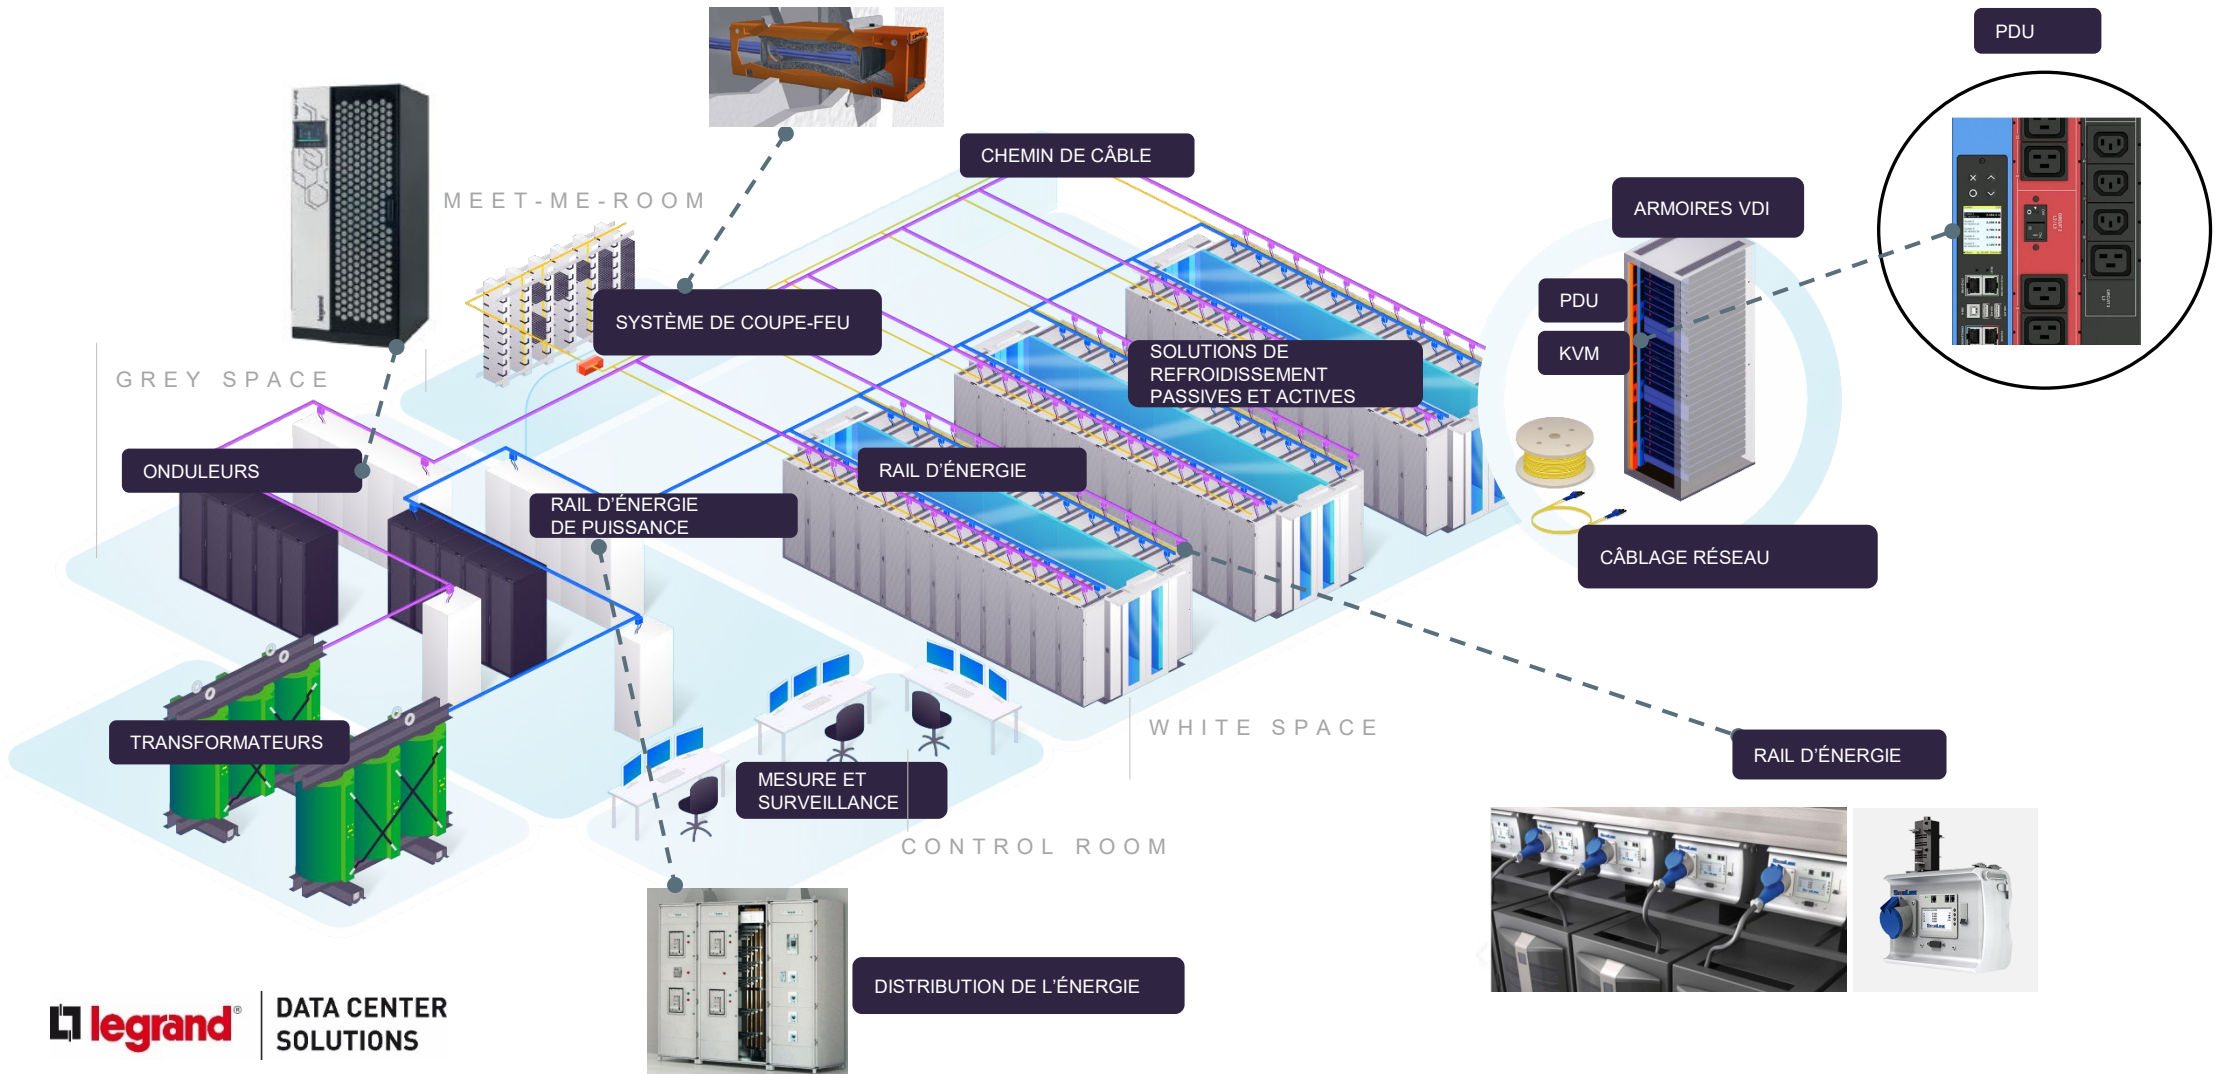 PDU
CHEMIN DE CÂBLE
MEET-ME-ROOM
ARMOIRES VDI
PDU
SYSTÈME DE COUPE-FEU
KVM
SOLUTIONS DE
REFROIDISSEMENT
PASSIVES ET ACTIVES
legrand
GREY SPACE
ONDULEURS
RAIL D'ÉNERGIE
RAIL D'ÉNERGIE
DE PUISSANCE
CÂBLAGE RÉSEAU
TRANSFORMATEURS
WHITE SPACE
RAIL D'ÉNERGIE
MESURE ET
SURVEILLANCE
CONTROL ROOM
DISTRIBUTION DE L'ÉNERGIE
legrand®
DATA CENTER
SOLUTIONS